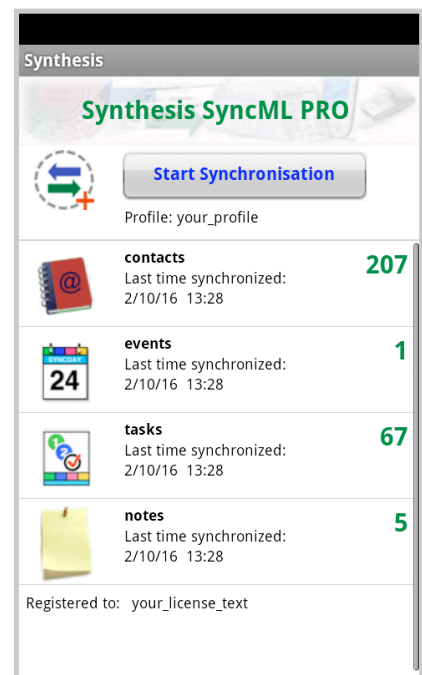 Synthesis
Synthesis SyncML PRO
Start Synchronisation
Profile: your_profile
contacts
207
Last time synchronized:
2/10/16 13:28
@
events
1
Last time synchronized:
2/10/16 13:28
SYNCDAY
24
tasks
67
Last time synchronized:
2/10/16 13:28
1
2
notes
5
Last time synchronized:
2/10/16 13:28
Registered to: your_license_text